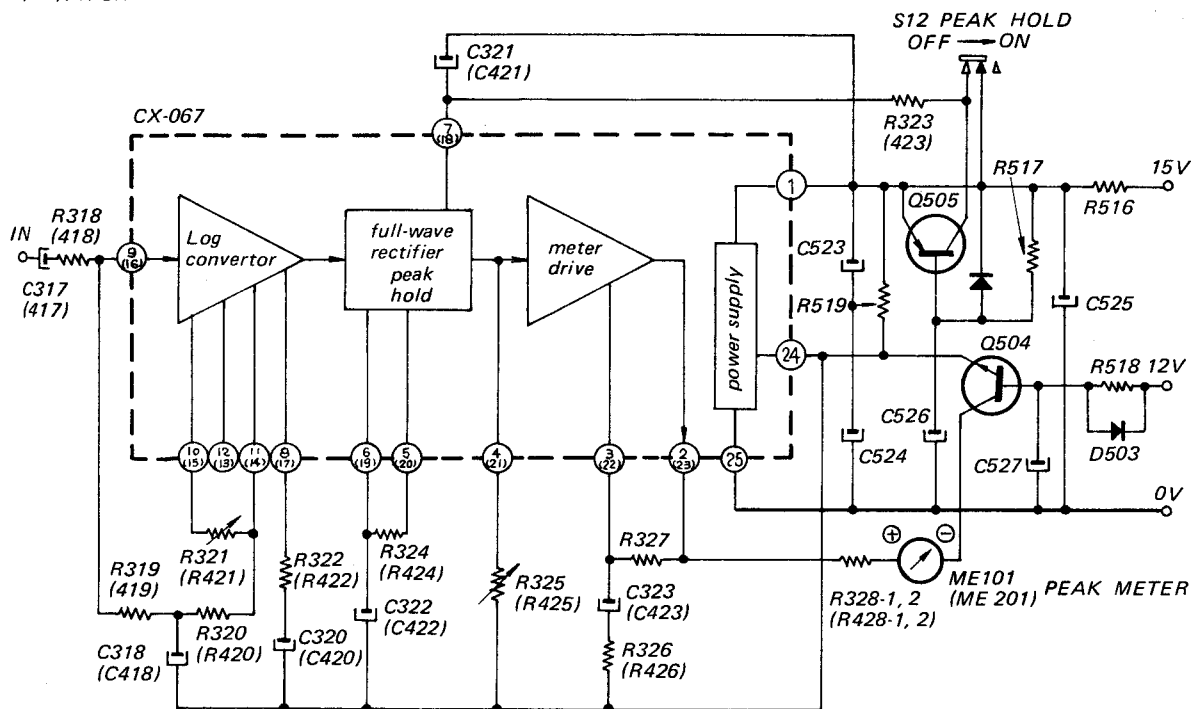 S12 PEAK HOLD
OFF → ON
C321
(C421)
CX-067
7
(18)
R323
(423)
R517
15V
1
Q505
R516
R318
(418)
IN
9
(16)
Log
convertor
full-wave
rectifier
peak
hold
meter
drive
C523
C317
(417)
power supply
R519
C525
24
Q504
R518
12V
C526
10
(15)
12
(13)
11
(14)
8
(17)
6
(19)
5
(20)
4
(21)
3
(22)
2
(23)
25
C524
C527
D503
0V
R321
(R421)
R322
(R422)
R324
(R424)
R327
R325
(R425)
+
−
ME101
(ME 201)
PEAK METER
R319
(419)
R320
(R420)
C322
(C422)
C323
(C423)
R328-1, 2
(R428-1, 2)
C318
(C418)
C320
(C420)
R326
(R426)